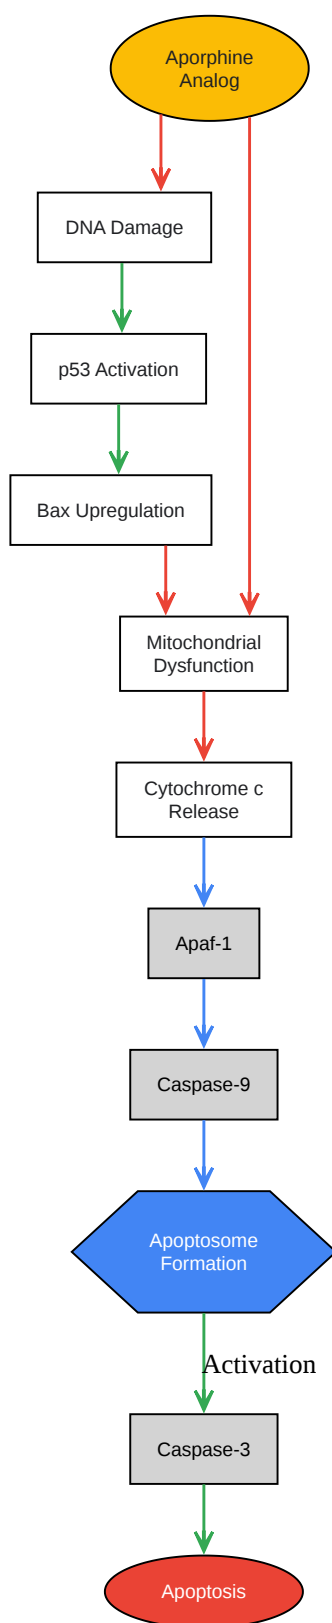 Aporphine
Analog
DNA Damage
p53 Activation
Bax Upregulation
Mitochondrial
Dysfunction
Cytochrome c
Release
Apaf-1
Caspase-9
Apoptosome
Formation
Activation
Caspase-3
Apoptosis